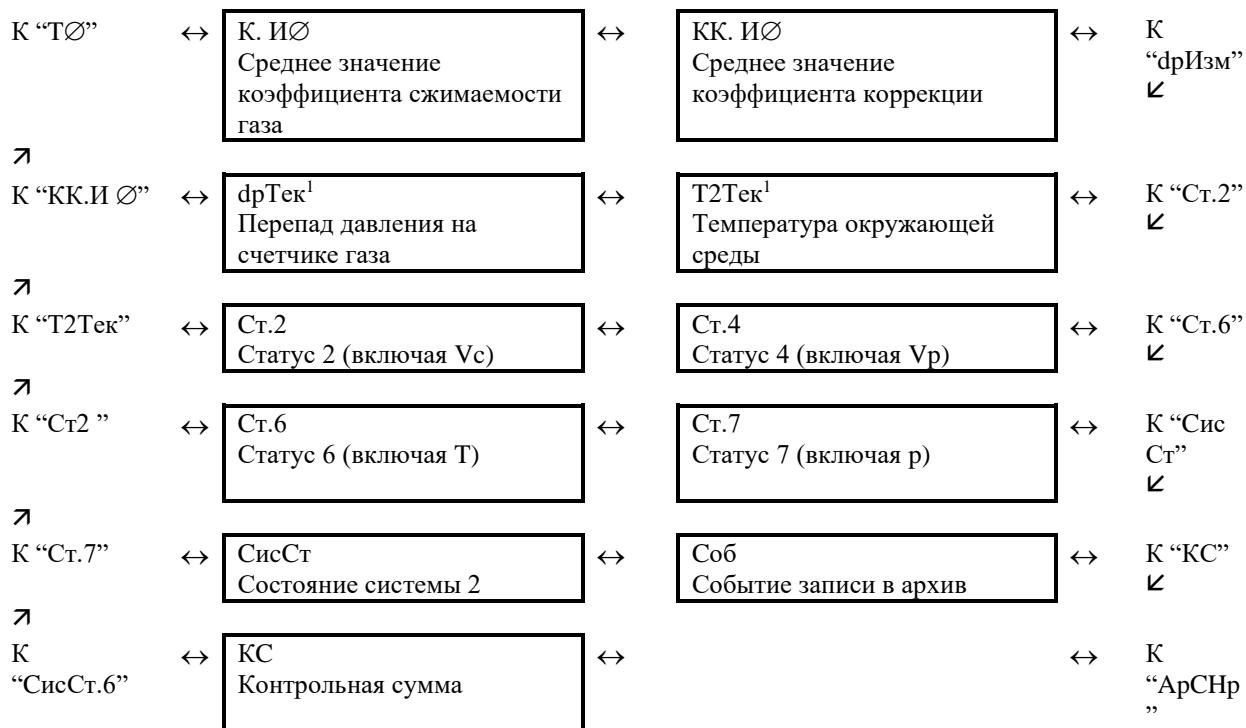 К “Т∅” ↔ К. И∅ ↔ КК. И∅ ↔ К
Среднее значение Среднее значение “dpИзм”
коэффициента сжимаемости коэффициента коррекции ↙
газа
↗
К “КК.И ∅” ↔ dpТек¹ ↔ Т2Тек¹ ↔ К “Ст.2”
Перепад давления на Температура окружающей ↙
счетчике газа среды
↗
К “Т2Тек” ↔ Ст.2 ↔ Ст.4 ↔ К “Ст.6”
Статус 2 (включая Vc) Статус 4 (включая Vp) ↙
↗
К “Ст2 ” ↔ Ст.6 ↔ Ст.7 ↔ К “Сис
Статус 6 (включая T) Статус 7 (включая p) Ст”
↙
↗
К “Ст.7” ↔ СисСт ↔ Соб ↔ К “КС”
Состояние системы 2 Событие записи в архив ↙
↗
К ↔ КС ↔ ↔ К
“СисСт.6” Контрольная сумма “АрСНр
”